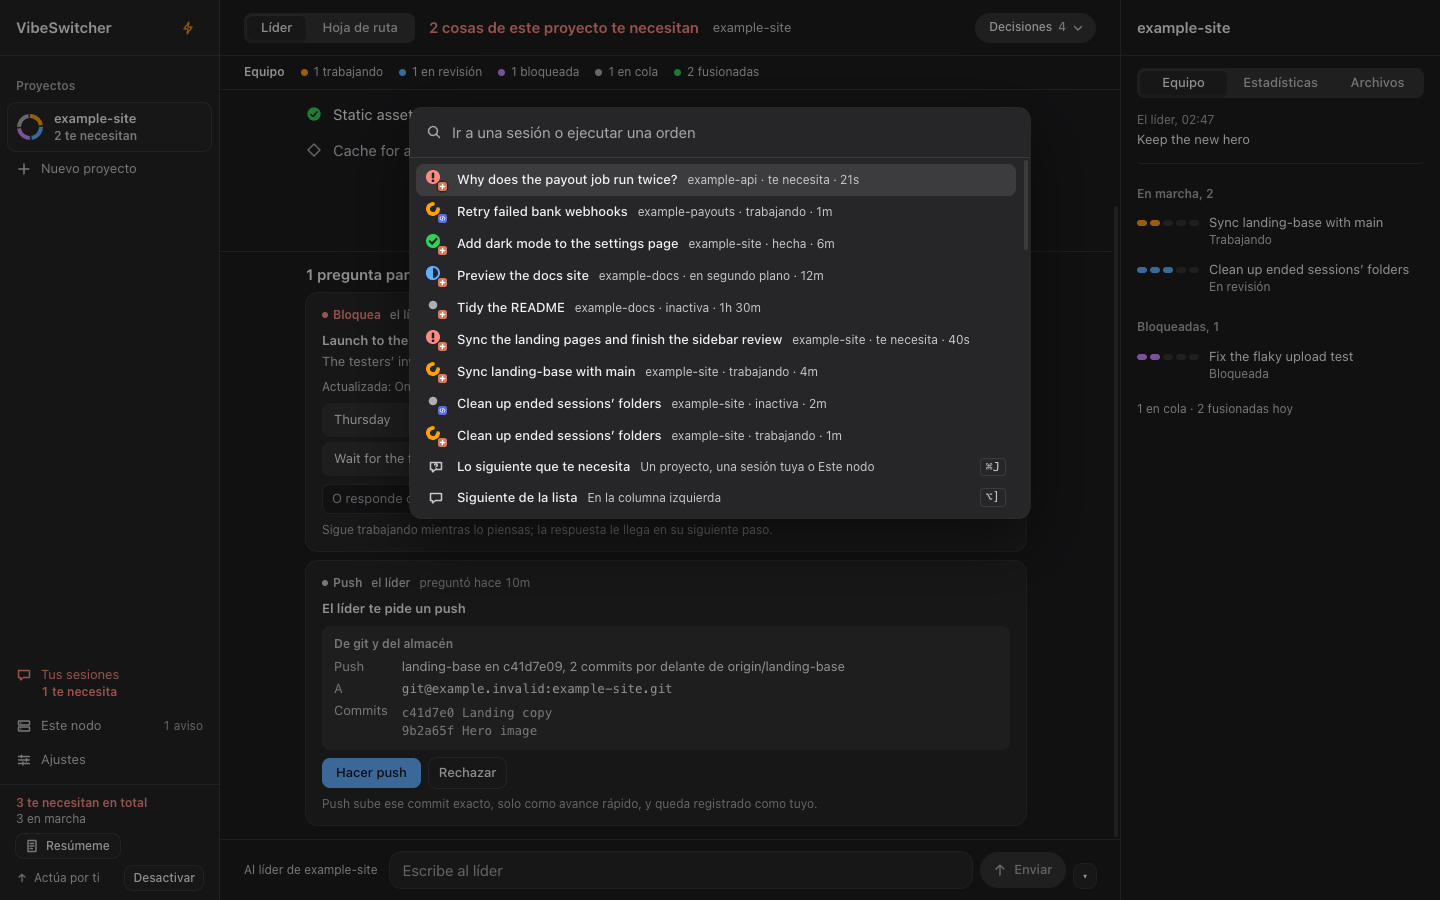 VibeSwitcher
Proyectos
example-site
2 te necesitan
Nuevo proyecto
Tus sesiones
1 te necesita
Este nodo
1 aviso
Ajustes
3 te necesitan en total
3 en marcha
Resúmeme
Actúa por ti
Desactivar
Líder
Hoja de ruta
2 cosas de este proyecto te necesitan
example-site
Decisiones 4
Equipo
1 trabajando
1 en revisión
1 bloqueada
1 en cola
2 fusionadas
Static asset
Cache for a
Ir a una sesión o ejecutar una orden
Why does the payout job run twice? example-api · te necesita · 21s
Retry failed bank webhooks example-payouts · trabajando · 1m
Add dark mode to the settings page example-site · hecha · 6m
Preview the docs site example-docs · en segundo plano · 12m
Tidy the README example-docs · inactiva · 1h 30m
Sync the landing pages and finish the sidebar review example-site · te necesita · 40s
Sync landing-base with main example-site · trabajando · 4m
Clean up ended sessions’ folders example-site · inactiva · 2m
Clean up ended sessions’ folders example-site · trabajando · 1m
Lo siguiente que te necesita Un proyecto, una sesión tuya o Este nodo ⌘J
Siguiente de la lista En la columna izquierda ⌥]
1 pregunta par
Bloquea el lí
Launch to the
The testers’ in
Actualizada: On
Thursday
Wait for the
O responde
Sigue trabajando mientras lo piensas; la respuesta le llega en su siguiente paso.
Push el líder preguntó hace 10m
El líder te pide un push
De git y del almacén
Push landing-base en c41d7e09, 2 commits por delante de origin/landing-base
A git@example.invalid:example-site.git
Commits c41d7e0 Landing copy
9b2a65f Hero image
Hacer push
Rechazar
Push sube ese commit exacto, solo como avance rápido, y queda registrado como tuyo.
Al líder de example-site
Escribe al líder
Enviar
example-site
Equipo
Estadísticas
Archivos
El líder, 02:47
Keep the new hero
En marcha, 2
Sync landing-base with main
Trabajando
Clean up ended sessions’ folders
En revisión
Bloqueadas, 1
Fix the flaky upload test
Bloqueada
1 en cola · 2 fusionadas hoy